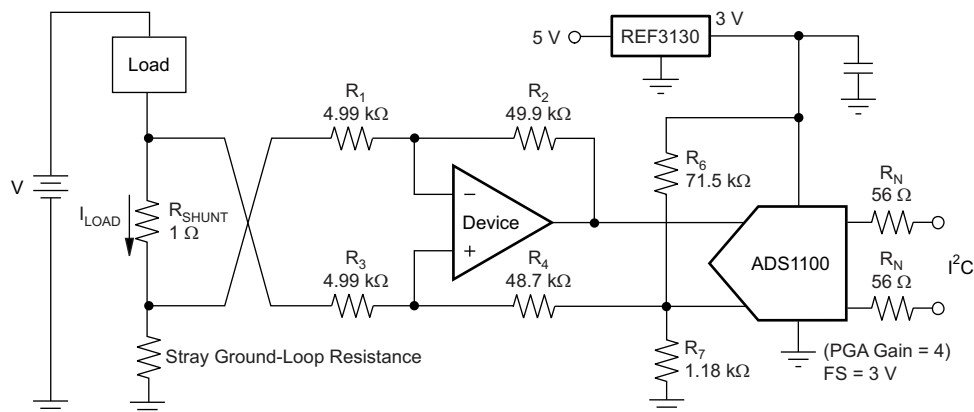 3 V
5 V
REF3130
Load
R1
4.99 kΩ
R2
49.9 kΩ
R6
71.5 kΩ
V
ILOAD
RSHUNT
1 Ω
−
Device
+
RN
56 Ω
ADS1100
I²C
RN
56 Ω
R3
4.99 kΩ
R4
48.7 kΩ
Stray Ground-Loop Resistance
R7
1.18 kΩ
(PGA Gain = 4)
FS = 3 V